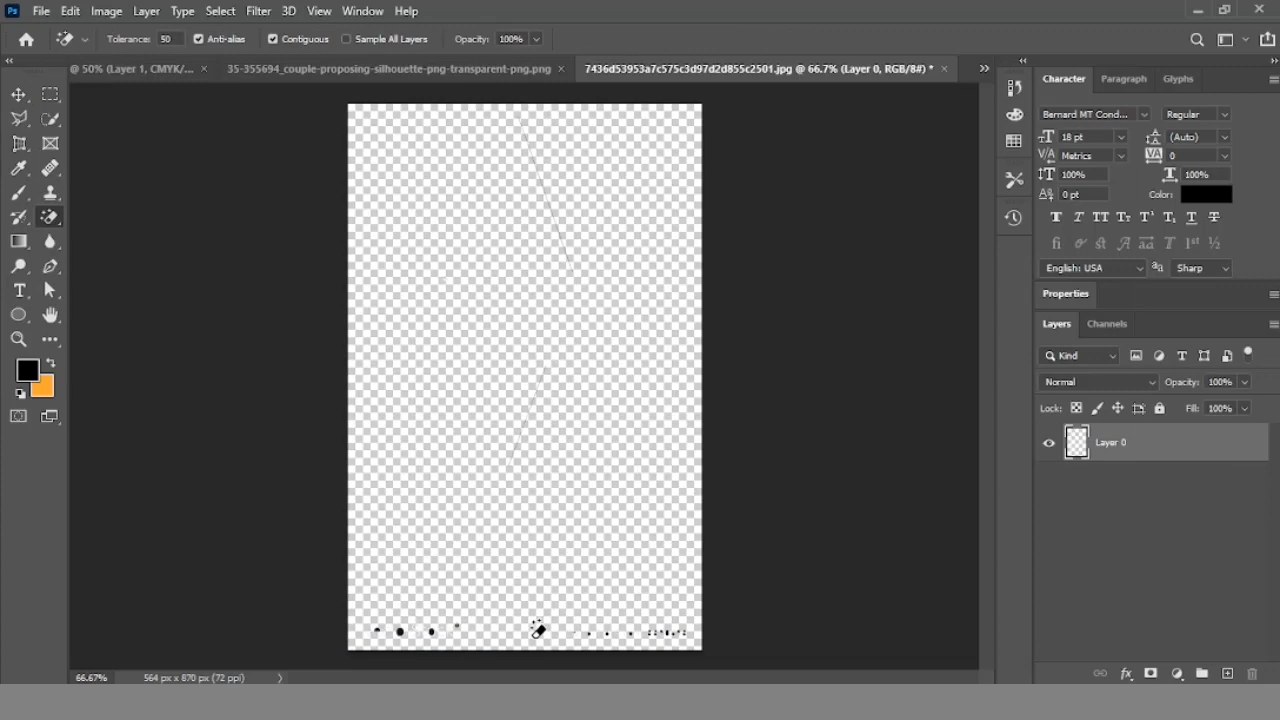 Ps File Edit Image Layer Type Select Filter 3D View Window Help
Tolerance: 50 Anti-alias Contiguous Sample All Layers Opacity: 100%
@ 50% (Layer 1, CMYK/... × 35-355694_couple-proposing-silhouette-png-transparent-png.png × 7436d53953a7c575c3d97d2d855c2501.jpg @ 66.7% (Layer 0, RGB/8#) * ×
Character Paragraph Glyphs
Bernard MT Cond... Regular
18 pt (Auto)
Metrics 0
100% 100%
0 pt Color:
English: USA Sharp
Properties
Layers Channels
Kind
Normal Opacity: 100%
Lock: Fill: 100%
Layer 0
66.67% 564 px x 870 px (72 ppi)